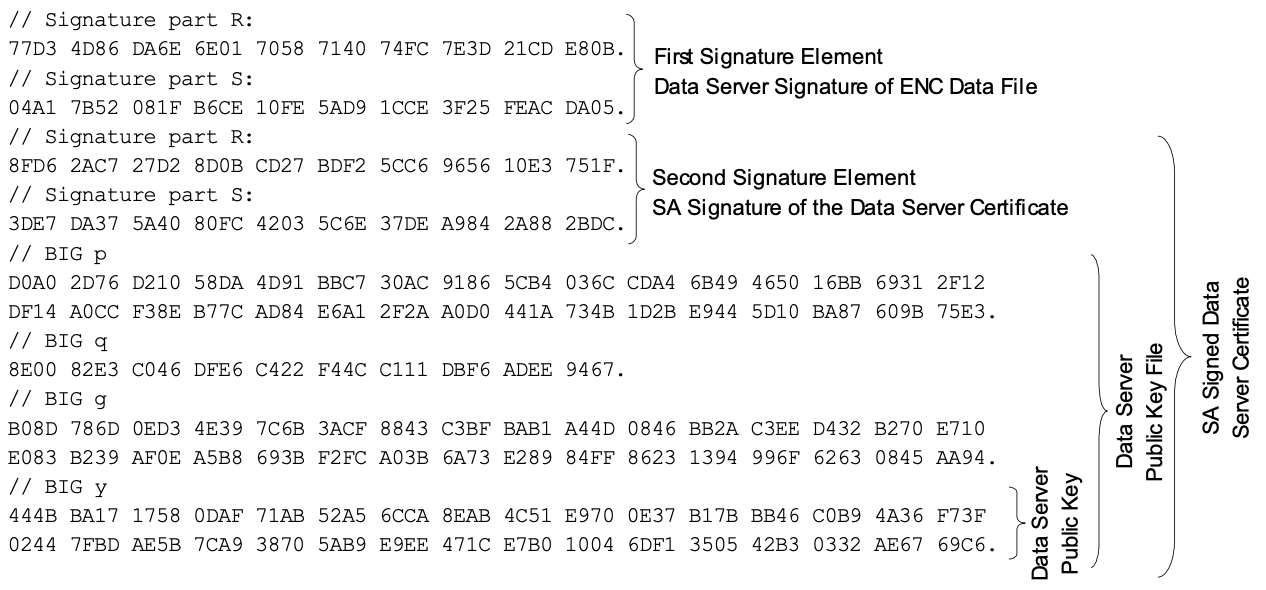 // Signature part R:
77D3 4D86 DA6E 6E01 7058 7140 74FC 7E3D 21CD E80B.
// Signature part S:
04A1 7B52 081F B6CE 10FE 5AD9 1CCE 3F25 FEAC DA05.
First Signature Element
Data Server Signature of ENC Data File
// Signature part R:
8FD6 2AC7 27D2 8D0B CD27 BDF2 5CC6 9656 10E3 751F.
// Signature part S:
3DE7 DA37 5A40 80FC 4203 5C6E 37DE A984 2A88 2BDC.
Second Signature Element
SA Signature of the Data Server Certificate
// BIG p
D0A0 2D76 D210 58DA 4D91 BBC7 30AC 9186 5CB4 036C CDA4 6B49 4650 16BB 6931 2F12
DF14 A0CC F38E B77C AD84 E6A1 2F2A A0D0 441A 734B 1D2B E944 5D10 BA87 609B 75E3.
// BIG q
8E00 82E3 C046 DFE6 C422 F44C C111 DBF6 ADEE 9467.
// BIG g
B08D 786D 0ED3 4E39 7C6B 3ACF 8843 C3BF BAB1 A44D 0846 BB2A C3EE D432 B270 E710
E083 B239 AF0E A5B8 693B F2FC A03B 6A73 E289 84FF 8623 1394 996F 6263 0845 AA94.
// BIG y
444B BA17 1758 0DAF 71AB 52A5 6CCA 8EAB 4C51 E970 0E37 B17B BB46 C0B9 4A36 F73F
0244 7FBD AE5B 7CA9 3870 5AB9 E9EE 471C E7B0 1004 6DF1 3505 42B3 0332 AE67 69C6.
Data Server
Public Key
Data Server
Public Key File
SA Signed Data
Server Certificate